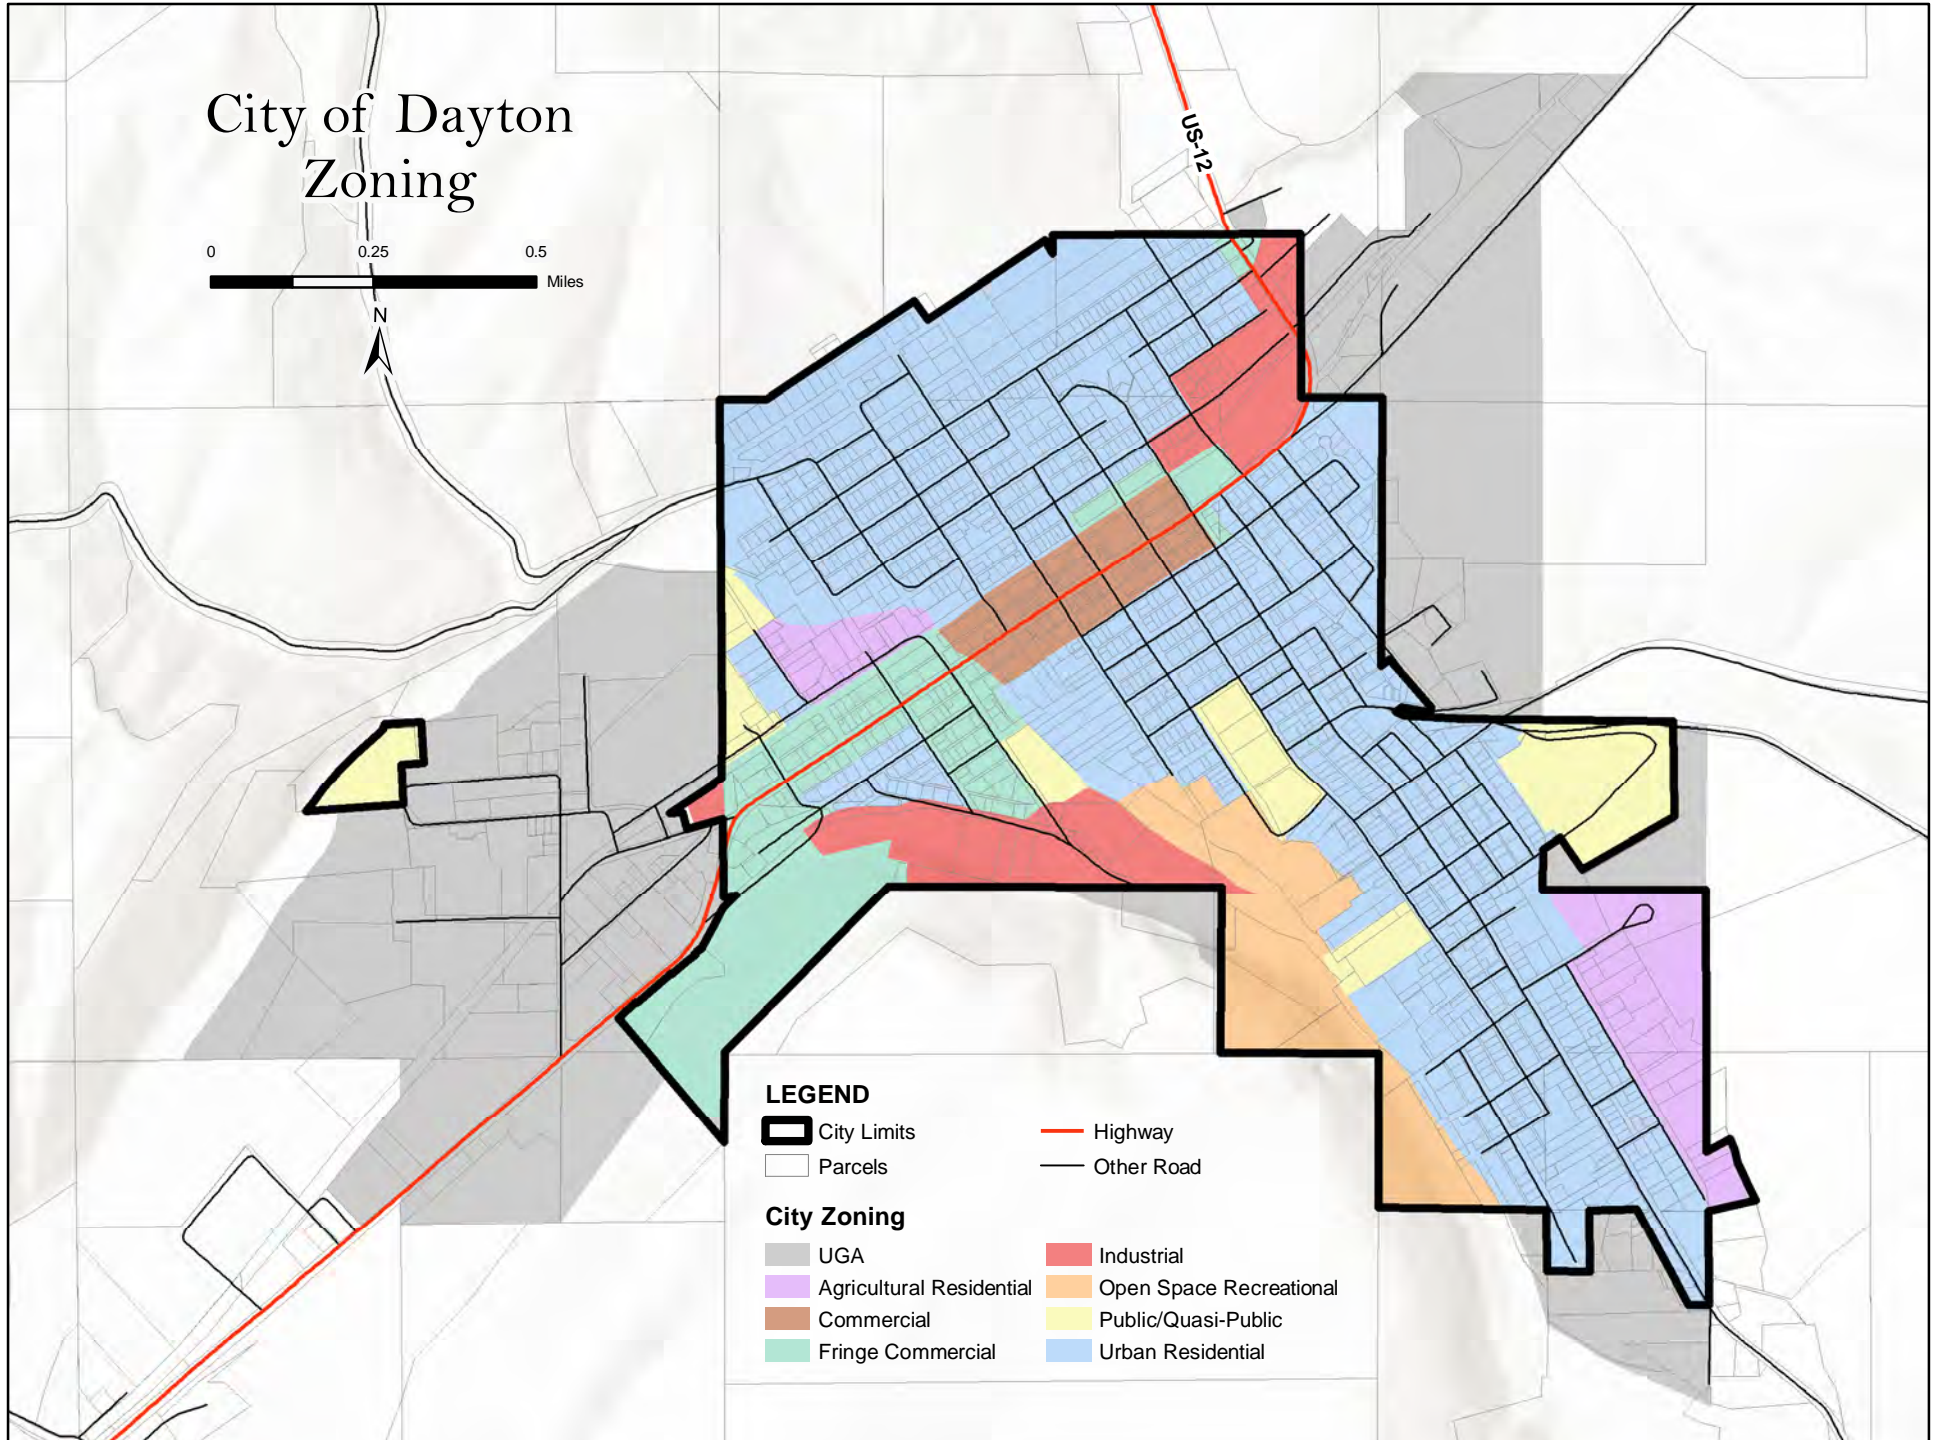 City of Dayton
Zoning
0 0.25 0.5
Miles
N
US-12
LEGEND
City Limits
Highway
Parcels
Other Road
City Zoning
UGA
Industrial
Agricultural Residential
Open Space Recreational
Commercial
Public/Quasi-Public
Fringe Commercial
Urban Residential